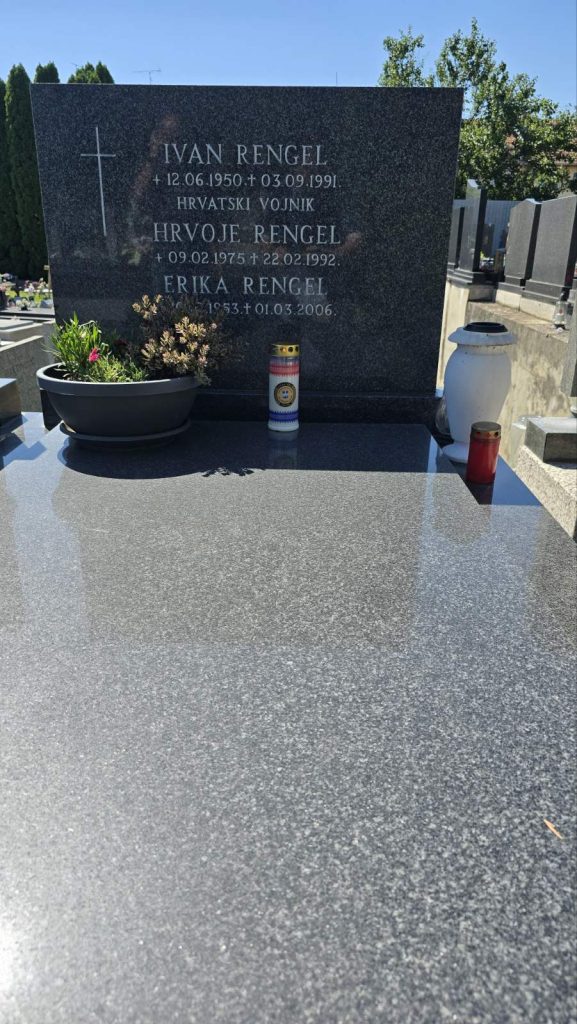 IVAN RENGEL
+ 12.06.1950. † 03.09.1991.
HRVATSKI VOJNIK
HRVOJE RENGEL
+ 09.02.1975 † 22.02.1992.
ERIKA RENGEL
1953. † 01.03.2006.